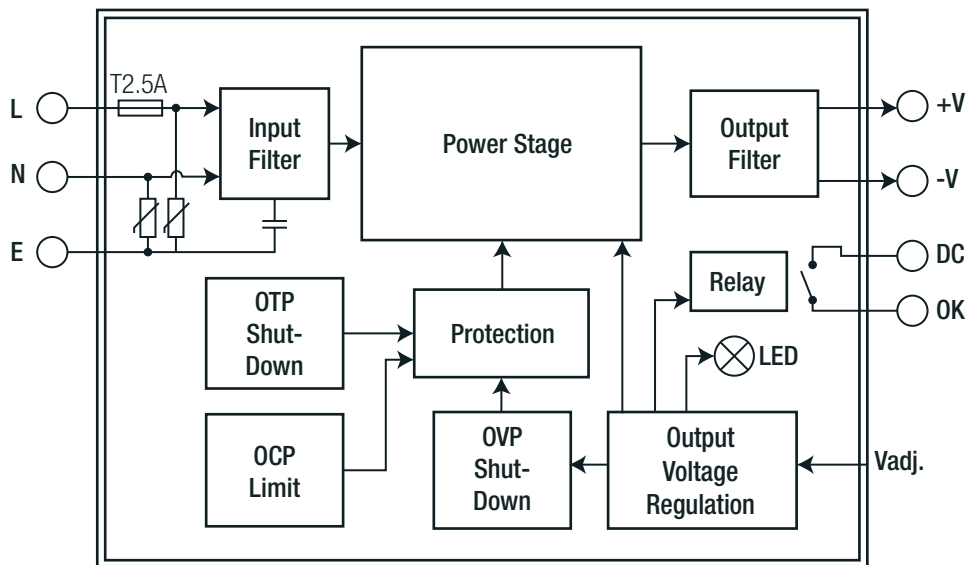 T2.5A
L
N
E
Input
Filter
Power Stage
Output
Filter
+V
-V
DC
OK
Relay
LED
OTP
Shut-
Down
Protection
OCP
Limit
OVP
Shut-
Down
Output
Voltage
Regulation
Vadj.